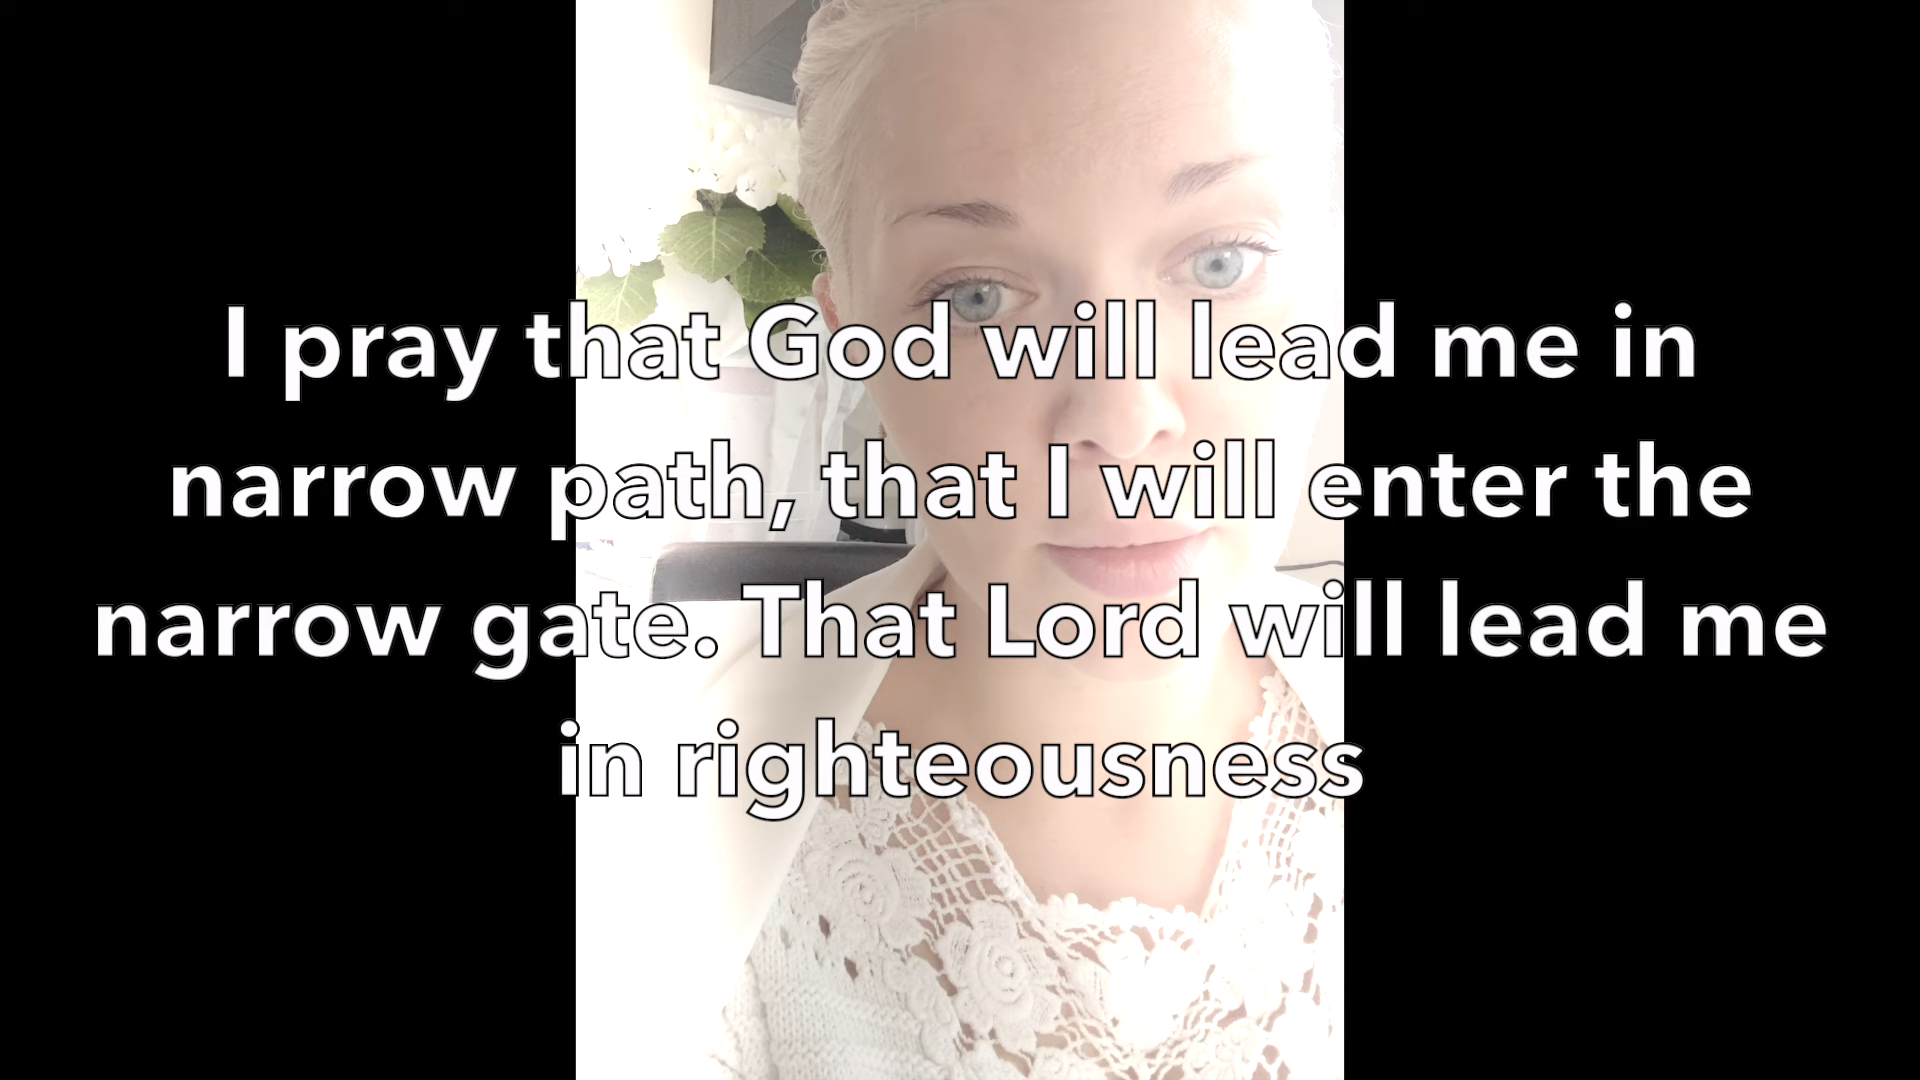 I pray that God will lead me in
narrow path, that I will enter the
narrow gate. That Lord will lead me
in righteousness